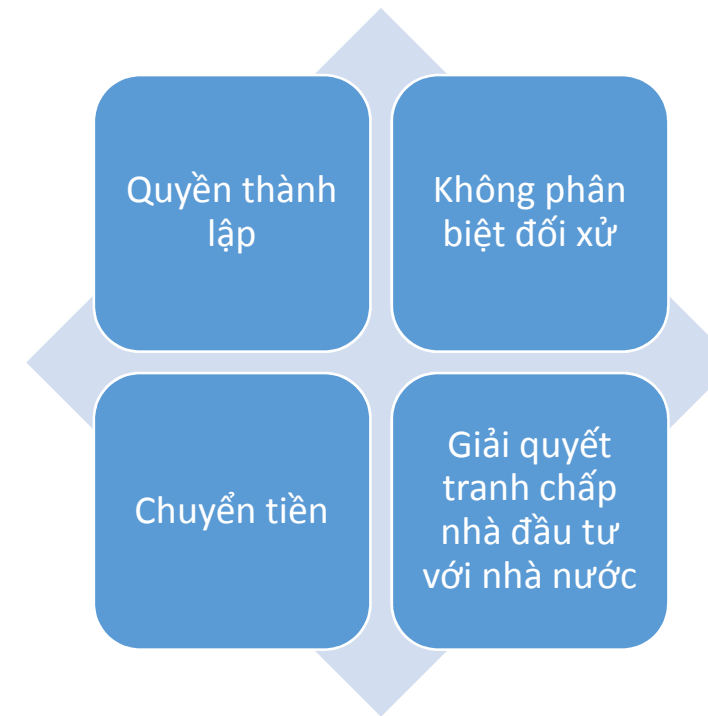 Quyền thành
lập
Không phân
biệt đối xử
Chuyển tiền
Giải quyết
tranh chấp
nhà đầu tư
với nhà nước